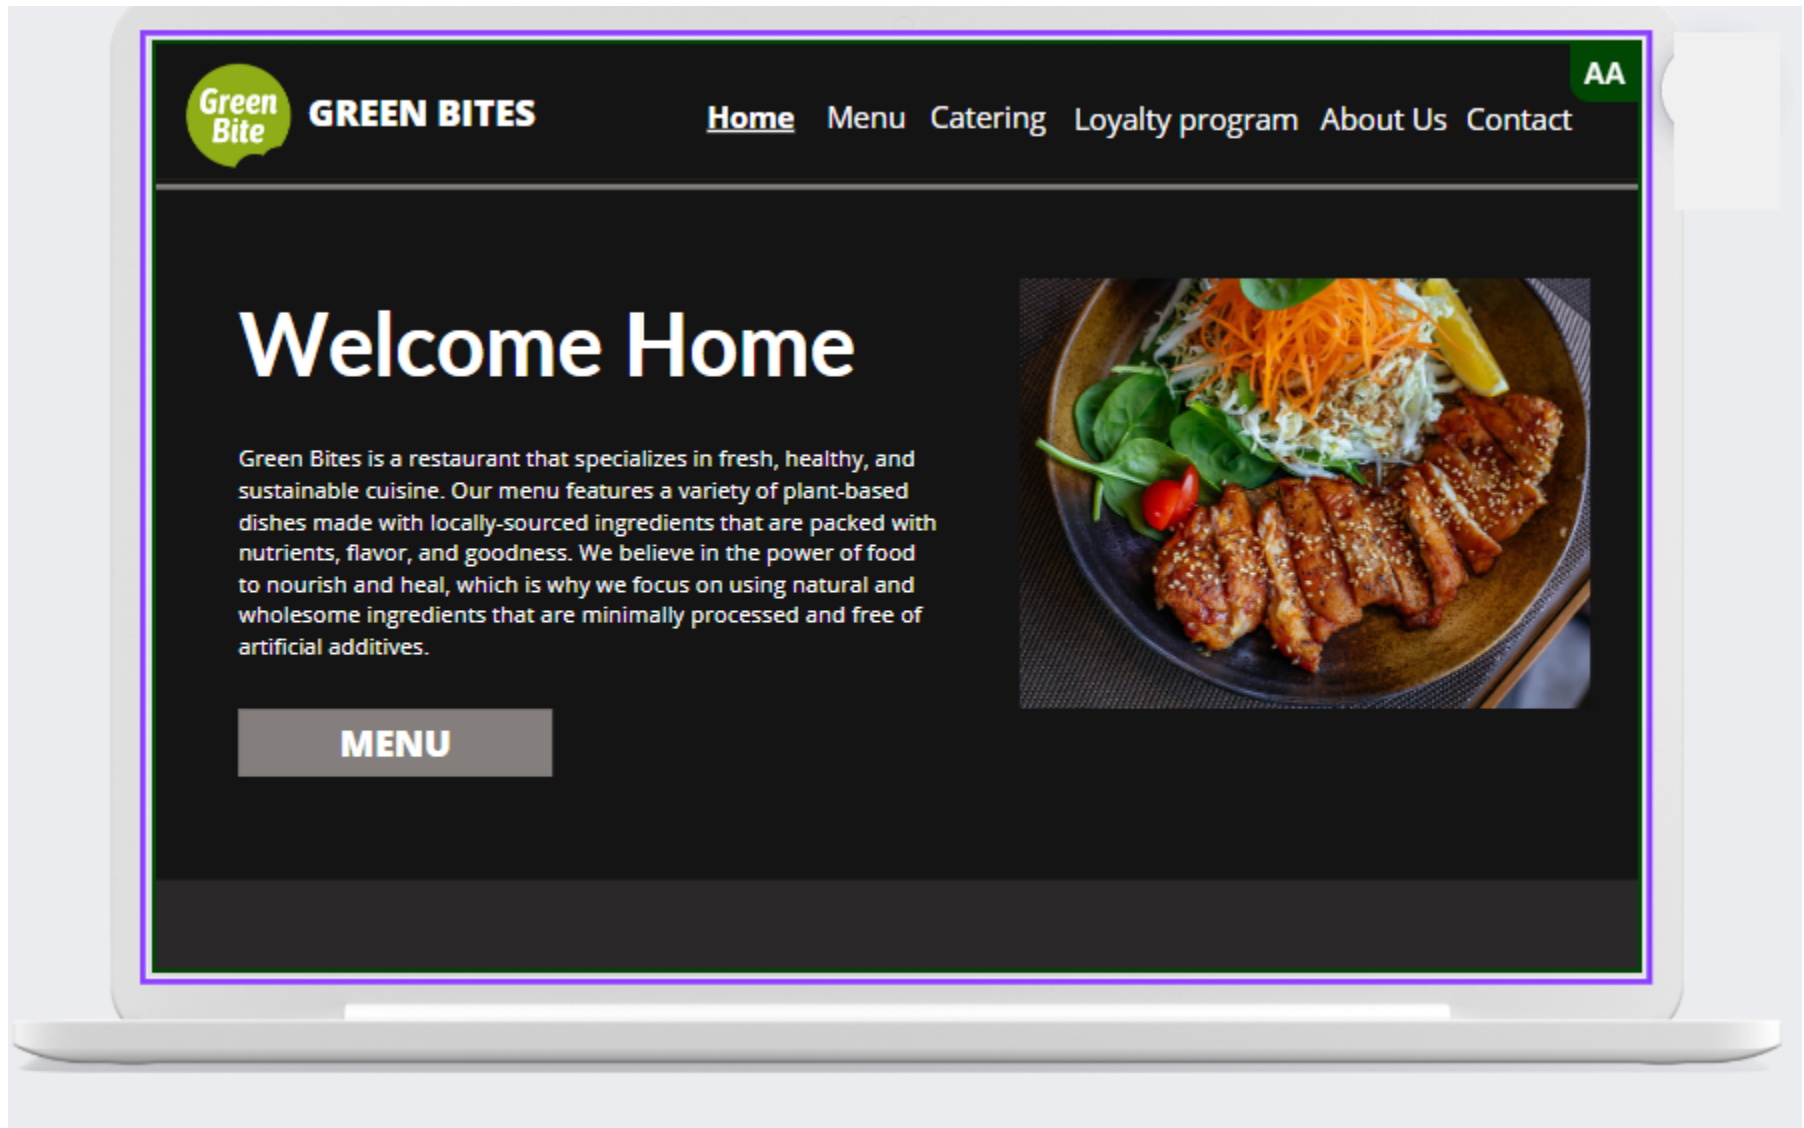 AA
Green
Bite
GREEN BITES
Home Menu Catering Loyalty program About Us Contact
Welcome Home
Green Bites is a restaurant that specializes in fresh, healthy, and
sustainable cuisine. Our menu features a variety of plant-based
dishes made with locally-sourced ingredients that are packed with
nutrients, flavor, and goodness. We believe in the power of food
to nourish and heal, which is why we focus on using natural and
wholesome ingredients that are minimally processed and free of
artificial additives.
MENU